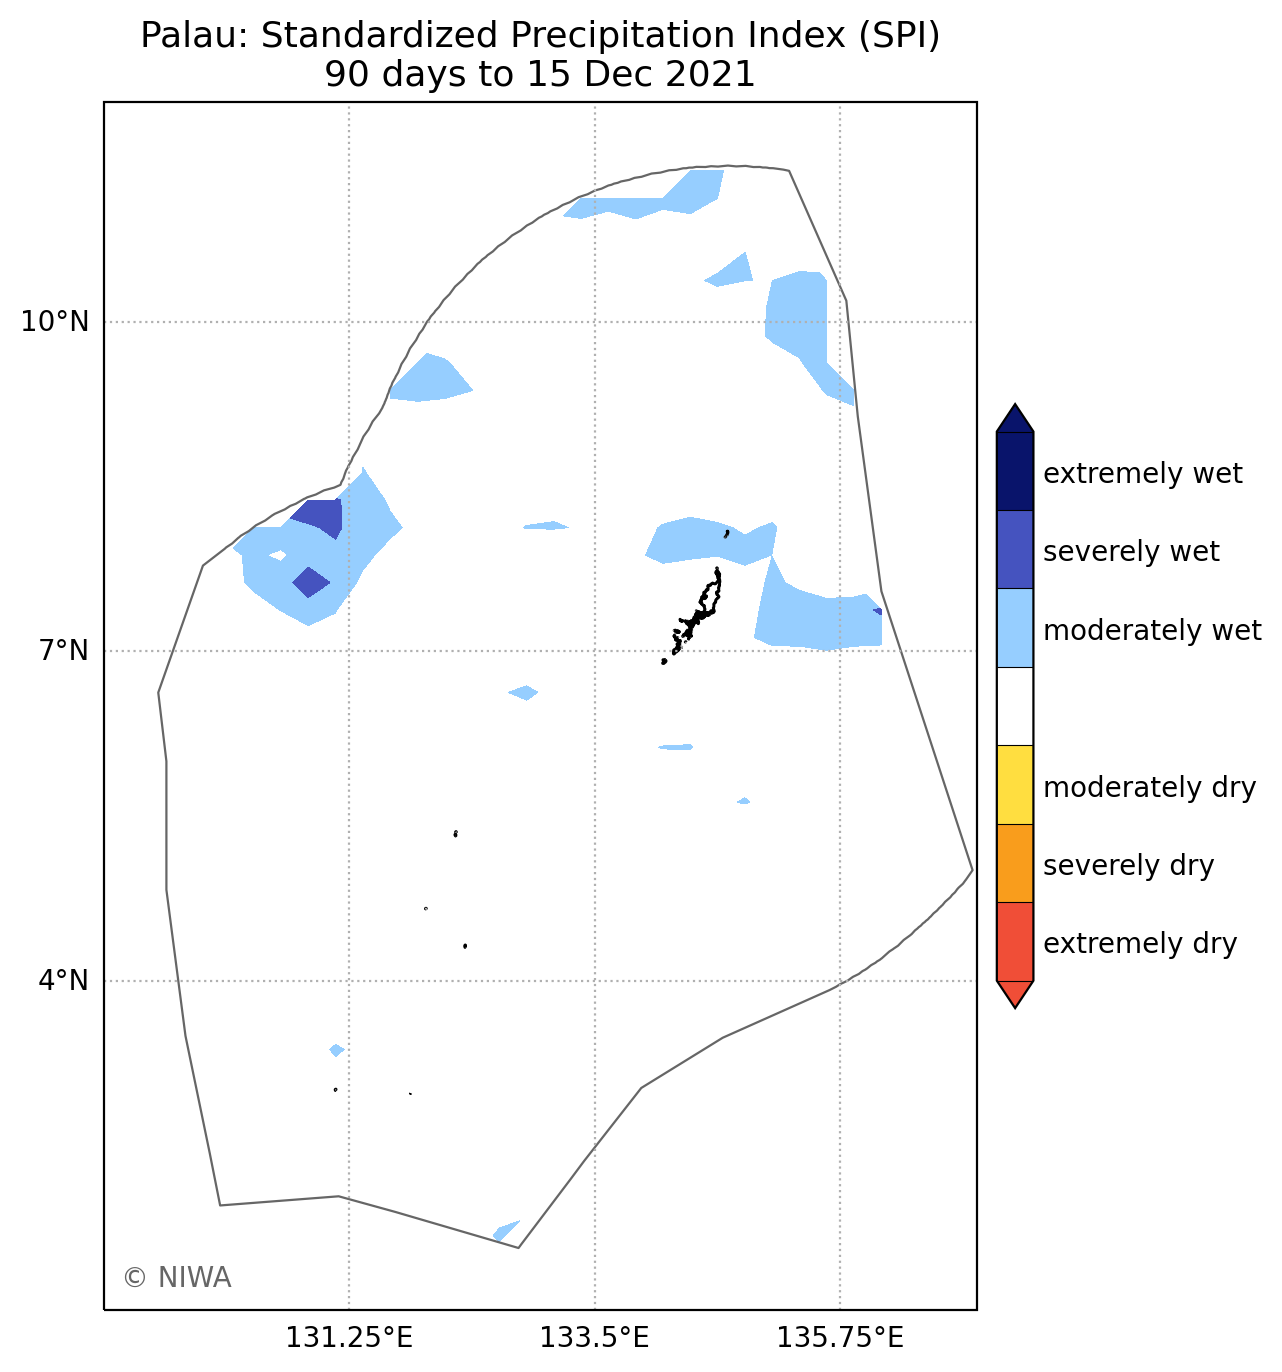 Palau: Standardized Precipitation Index (SPI)
90 days to 15 Dec 2021
10°N
7°N
4°N
131.25°E
133.5°E
135.75°E
extremely wet
severely wet
moderately wet
moderately dry
severely dry
extremely dry
© NIWA